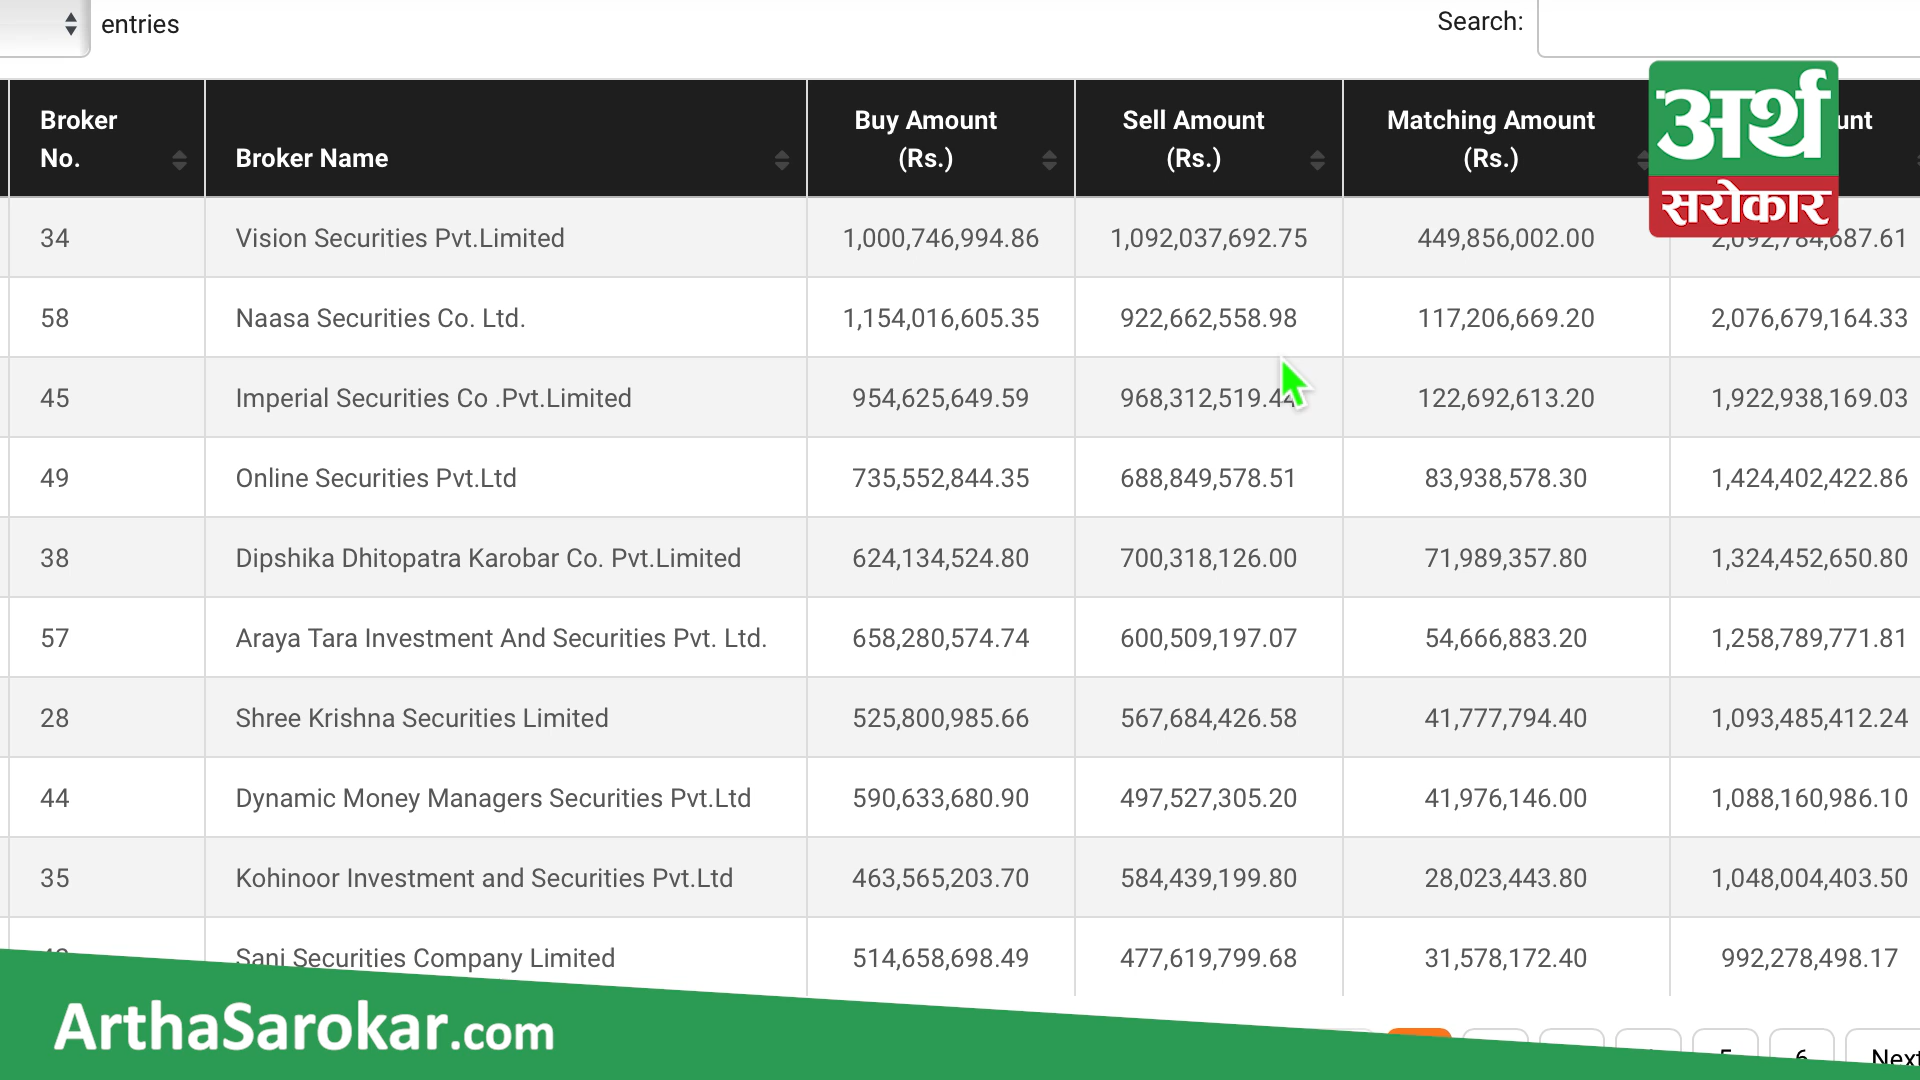 entries
Search:
Broker No.
Broker Name
Buy Amount (Rs.)
Sell Amount (Rs.)
Matching Amount (Rs.)
अर्थ
सरोकार
34 Vision Securities Pvt.Limited 1,000,746,994.86 1,092,037,692.75 449,856,002.00 2,092,784,687.61
58 Naasa Securities Co. Ltd. 1,154,016,605.35 922,662,558.98 117,206,669.20 2,076,679,164.33
45 Imperial Securities Co .Pvt.Limited 954,625,649.59 968,312,519.44 122,692,613.20 1,922,938,169.03
49 Online Securities Pvt.Ltd 735,552,844.35 688,849,578.51 83,938,578.30 1,424,402,422.86
38 Dipshika Dhitopatra Karobar Co. Pvt.Limited 624,134,524.80 700,318,126.00 71,989,357.80 1,324,452,650.80
57 Araya Tara Investment And Securities Pvt. Ltd. 658,280,574.74 600,509,197.07 54,666,883.20 1,258,789,771.81
28 Shree Krishna Securities Limited 525,800,985.66 567,684,426.58 41,777,794.40 1,093,485,412.24
44 Dynamic Money Managers Securities Pvt.Ltd 590,633,680.90 497,527,305.20 41,976,146.00 1,088,160,986.10
35 Kohinoor Investment and Securities Pvt.Ltd 463,565,203.70 584,439,199.80 28,023,443.80 1,048,004,403.50
Sani Securities Company Limited 514,658,698.49 477,619,799.68 31,578,172.40 992,278,498.17
5 6 Next
ArthaSarokar.com